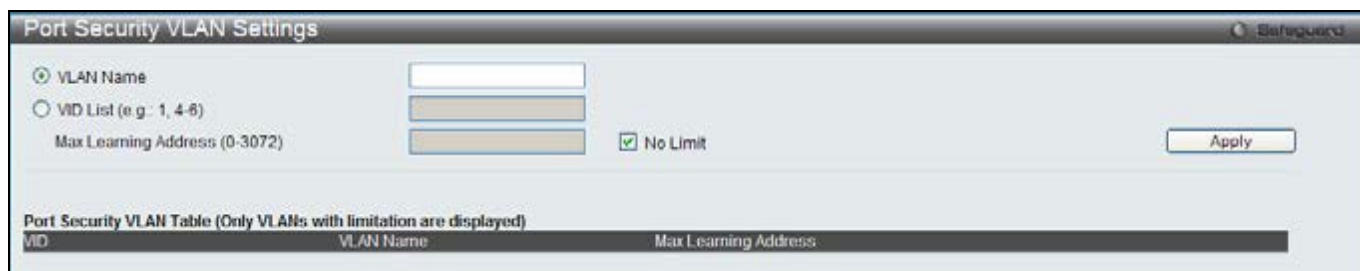 Port Security VLAN Settings
Safeguard
VLAN Name
VID List (e.g.: 1, 4-6)
Max Learning Address (0-3072)
No Limit
Apply
Port Security VLAN Table (Only VLANs with limitation are displayed)
VID VLAN Name Max Learning Address